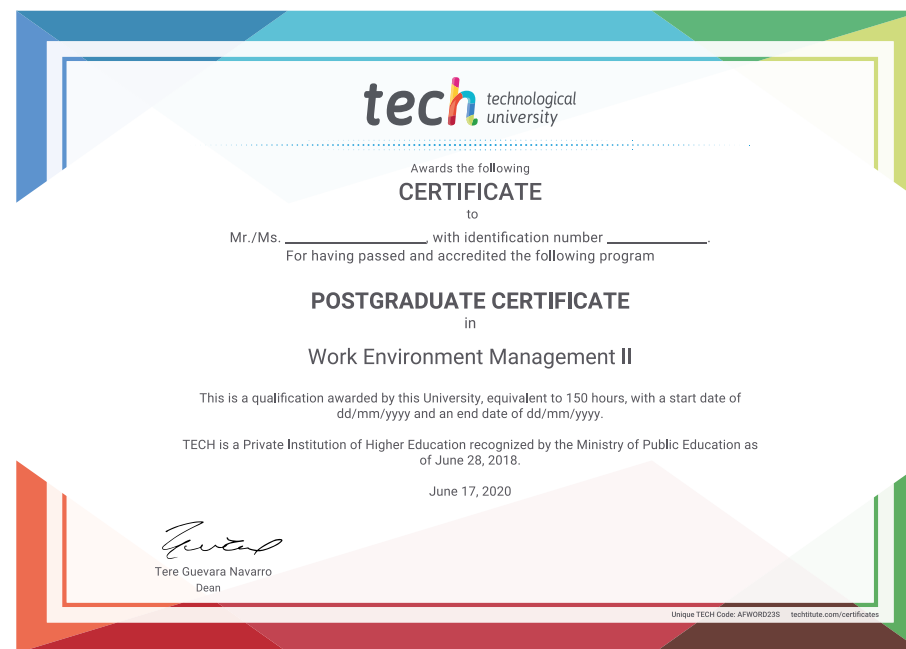 tech technological
university
Awards the following
CERTIFICATE
to
Mr./Ms. ____________________, with identification number ______________.
For having passed and accredited the following program
POSTGRADUATE CERTIFICATE
in
Work Environment Management II
This is a qualification awarded by this University, equivalent to 150 hours, with a start date of
dd/mm/yyyy and an end date of dd/mm/yyyy.
TECH is a Private Institution of Higher Education recognized by the Ministry of Public Education as
of June 28, 2018.
June 17, 2020
Tere Guevara Navarro
Dean
Unique TECH Code: AFWORD23S techtitute.com/certificates